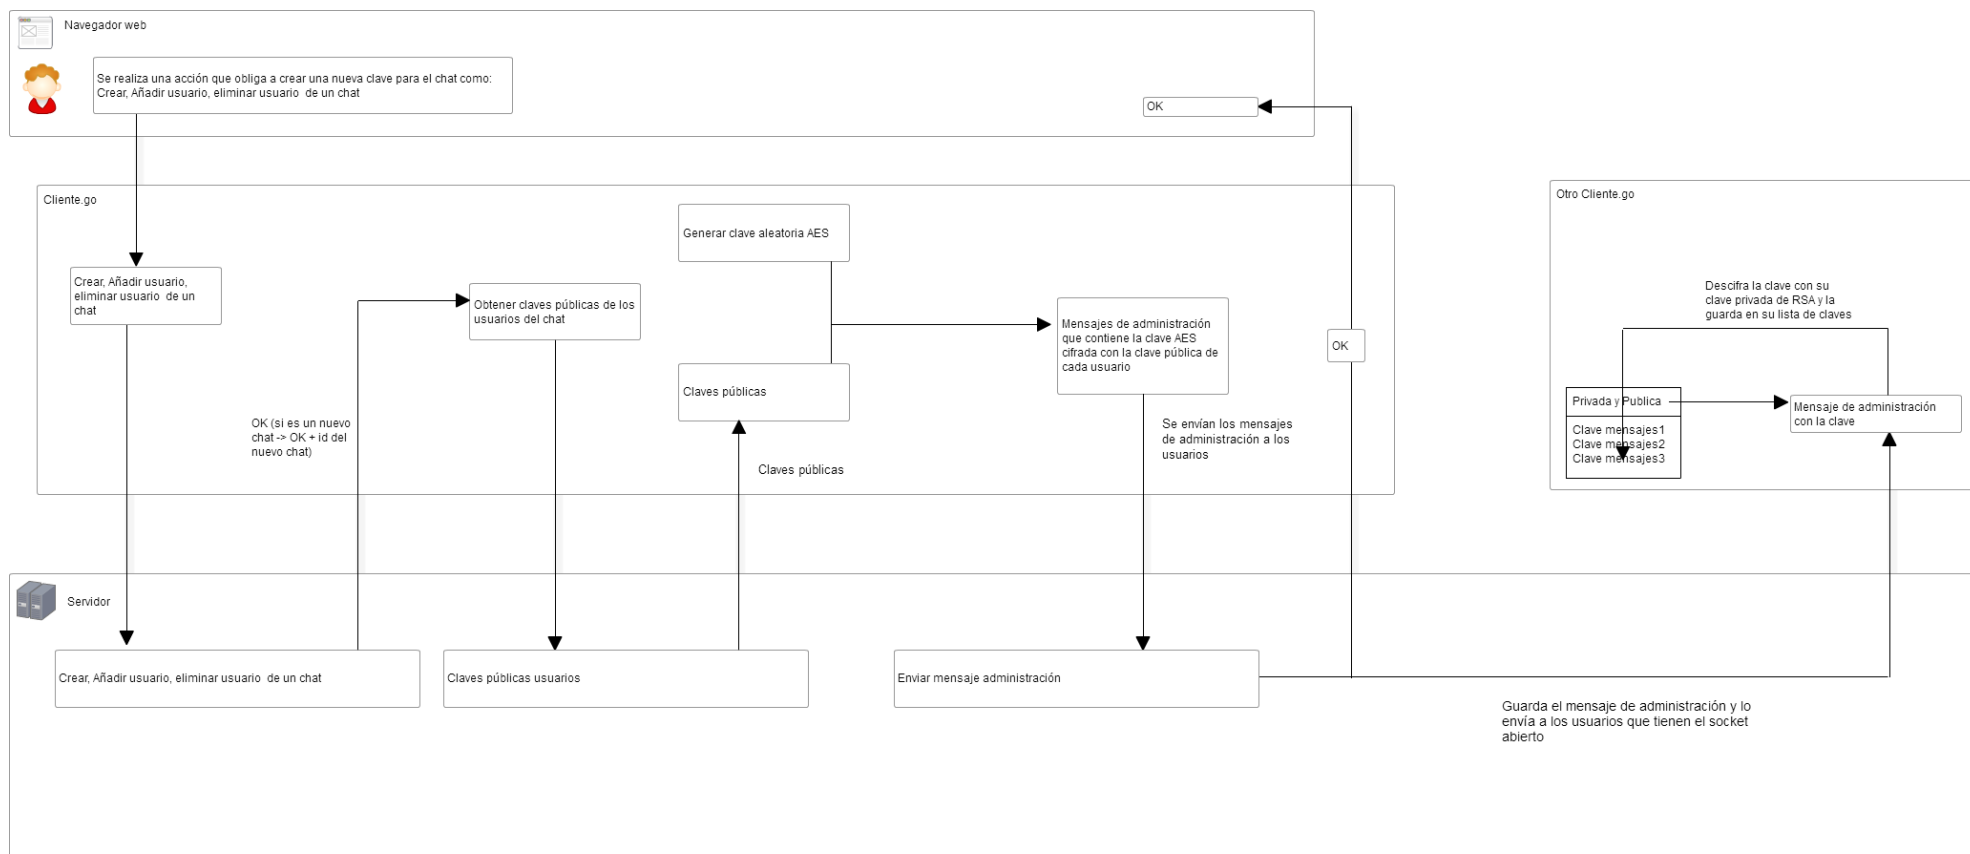 Navegador web
Se realiza una acción que obliga a crear una nueva clave para el chat como:
Crear, Añadir usuario, eliminar usuario  de un chat
OK
Cliente.go
Crear, Añadir usuario,
eliminar usuario  de un
chat
OK (si es un nuevo
chat -> OK + id del
nuevo chat)
Obtener claves públicas de los
usuarios del chat
Generar clave aleatoria AES
Claves públicas
Claves públicas
Mensajes de administración
que contiene la clave AES
cifrada con la clave pública de
cada usuario
Se envían los mensajes
de administración a los
usuarios
OK
Otro Cliente.go
Descifra la clave con su
clave privada de RSA y la
guarda en su lista de claves
Privada y Publica
Clave mensajes1
Clave mensajes2
Clave mensajes3
Mensaje de administración
con la clave
Servidor
Crear, Añadir usuario, eliminar usuario  de un chat
Claves públicas usuarios
Enviar mensaje administración
Guarda el mensaje de administración y lo
envía a los usuarios que tienen el socket
abierto